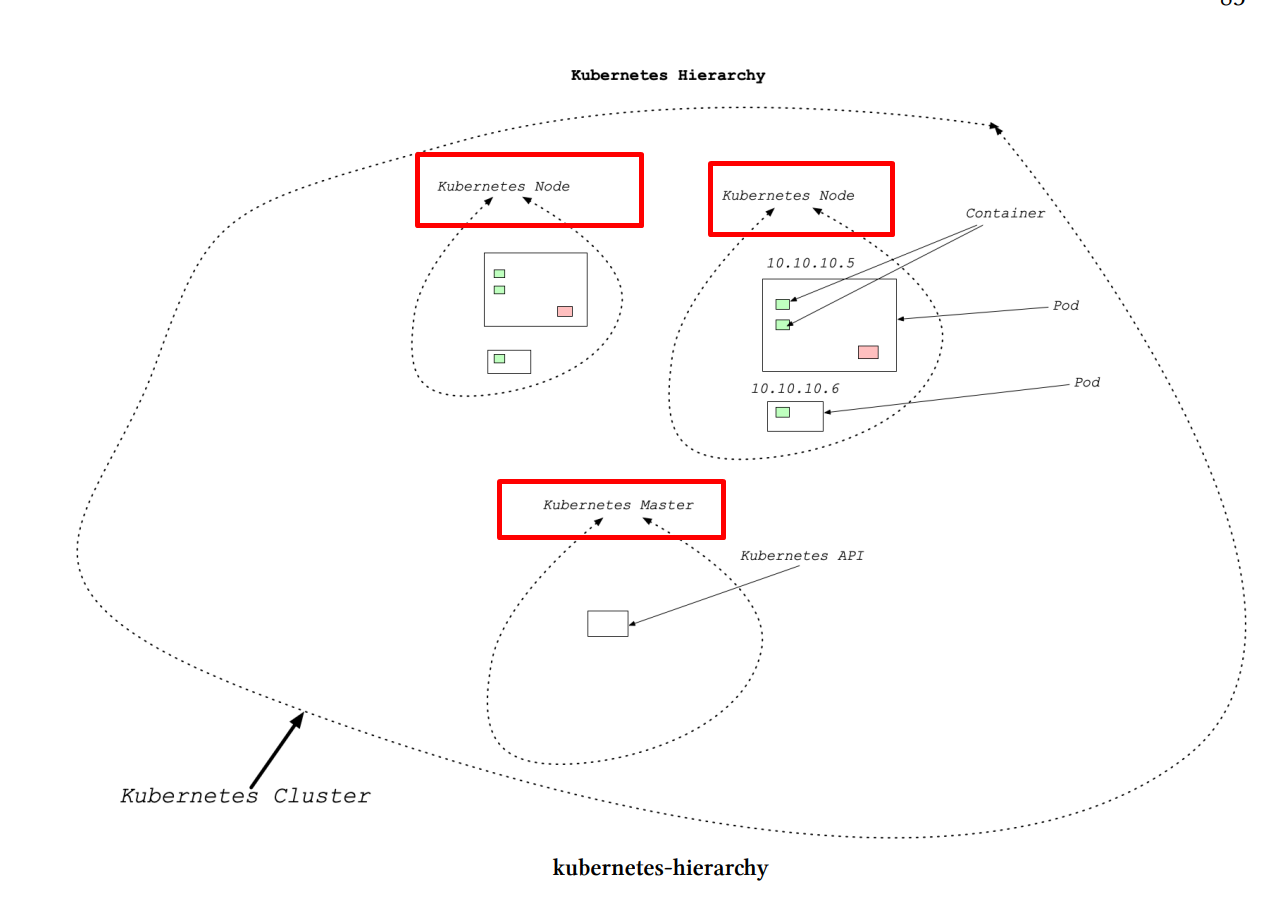 Kubernetes Hierarchy
Kubernetes Node
Kubernetes Node
Container
10.10.10.5
Pod
10.10.10.6
Pod
Kubernetes Master
Kubernetes API
Kubernetes Cluster
kubernetes-hierarchy